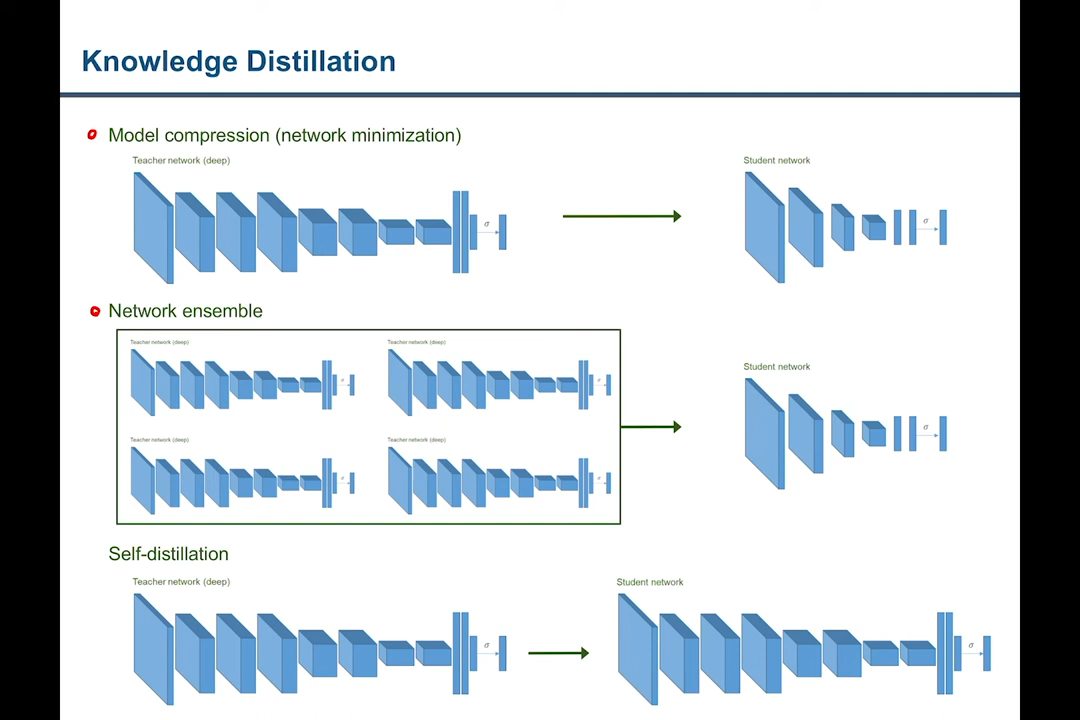 Knowledge Distillation
Model compression (network minimization)
Teacher network (deep)
Student network
σ
σ
Network ensemble
Teacher network (deep)
Teacher network (deep)
σ
σ
Student network
Teacher network (deep)
Teacher network (deep)
σ
σ
σ
Self-distillation
Teacher network (deep)
Student network
σ
σ